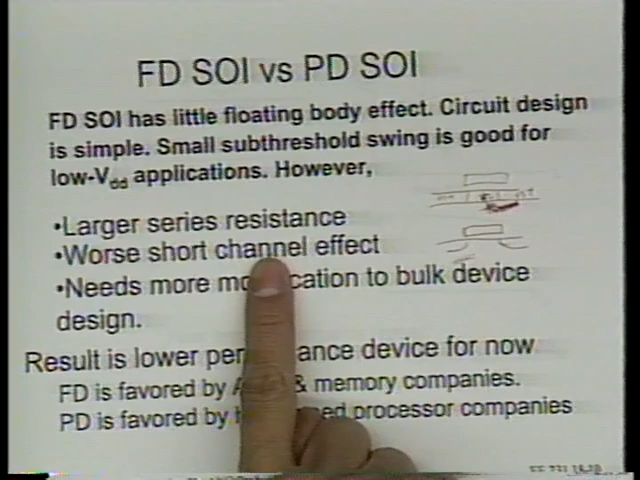 FD SOI vs PD SOI
FD SOI has little floating body effect. Circuit design
is simple. Small subthreshold swing is good for
low-Vdd applications. However,
•Larger series resistance
•Worse short channel effect
•Needs more mo cation to bulk device
design.
Result is lower per ance device for now
FD is favored by & memory companies.
PD is favored by ed processor companies